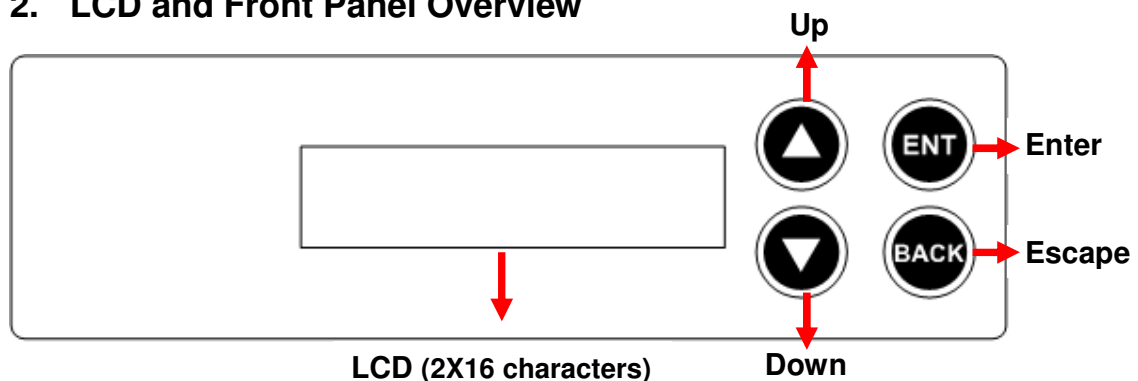 2. LCD and Front Panel Overview
Up
ENT
Enter
BACK
Escape
LCD (2X16 characters)
Down